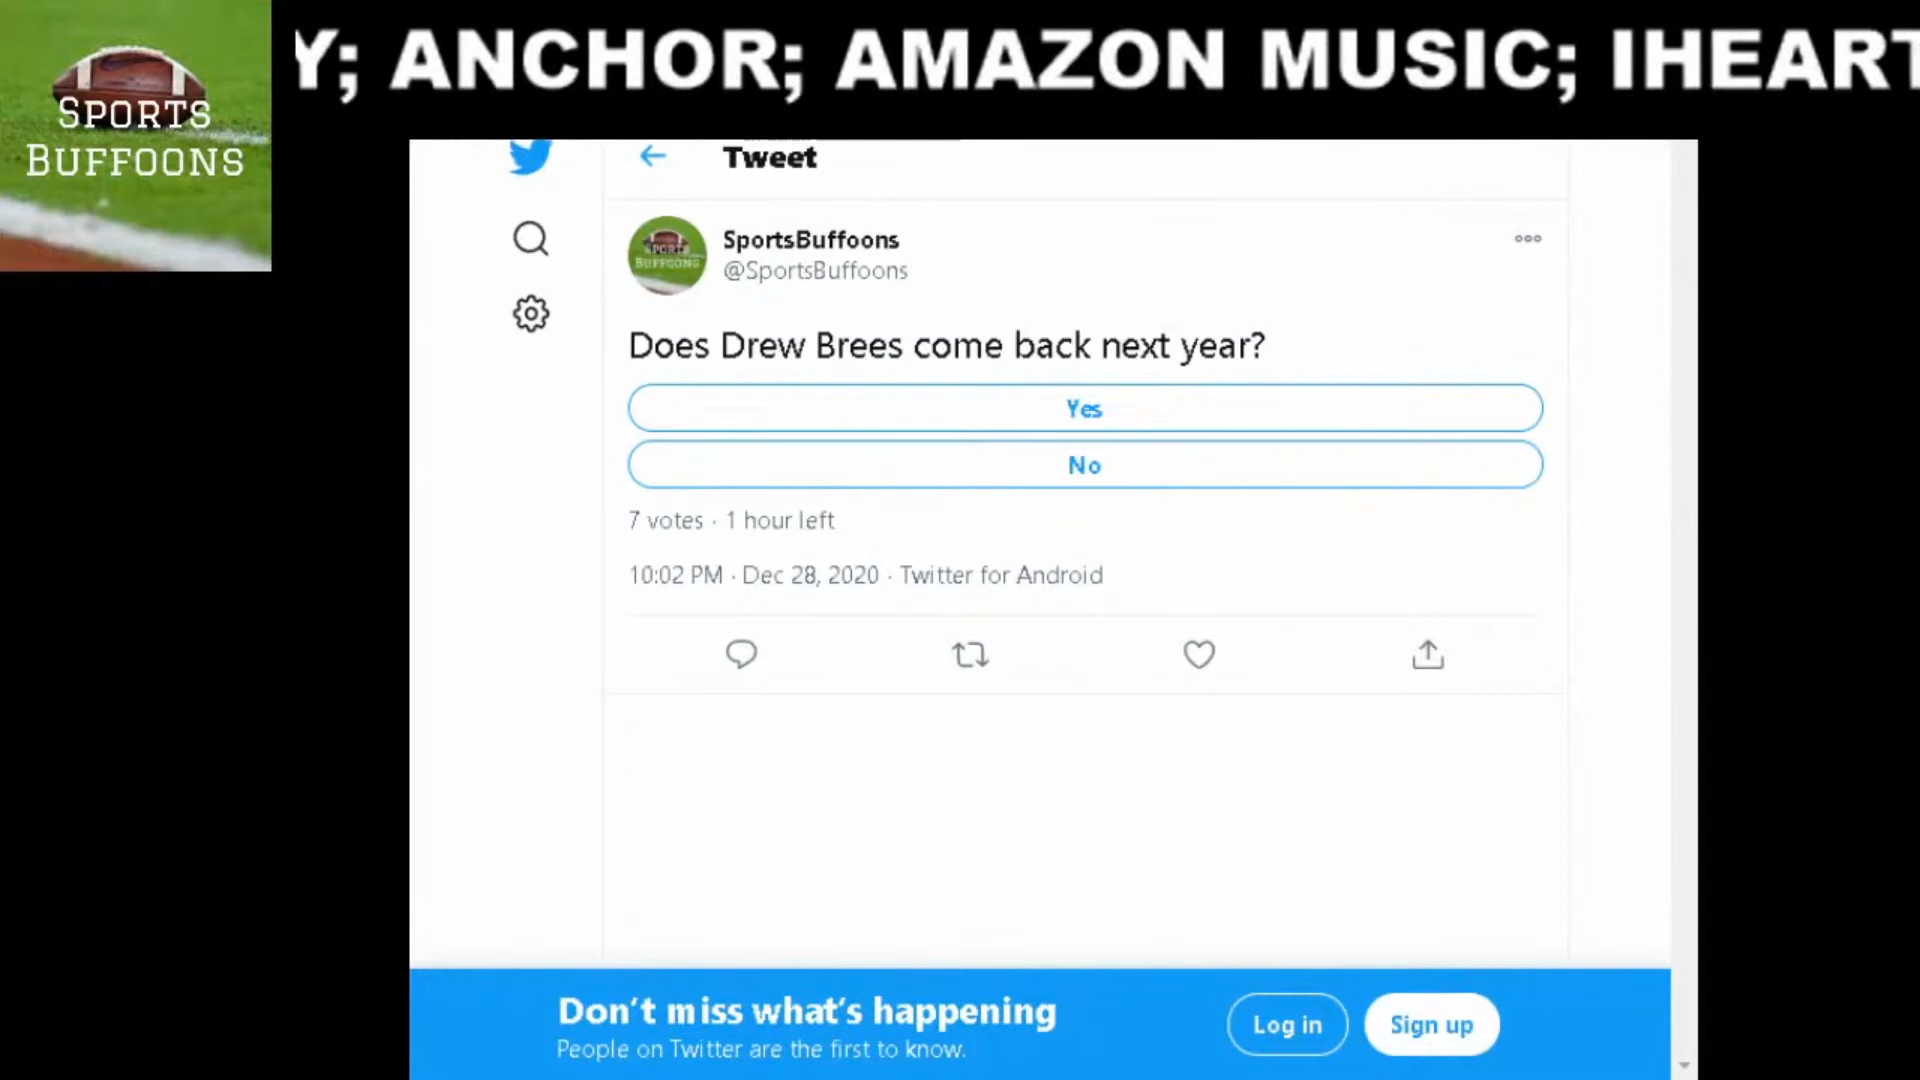 SPORTS
BUFFOONS
Y; ANCHOR; AMAZON MUSIC; IHEART
Tweet
SportsBuffoons
@SportsBuffoons
SPORTS
BUFFOONS
Does Drew Brees come back next year?
Yes
No
7 votes · 1 hour left
10:02 PM · Dec 28, 2020 · Twitter for Android
Don't miss what's happening
People on Twitter are the first to know.
Log in
Sign up